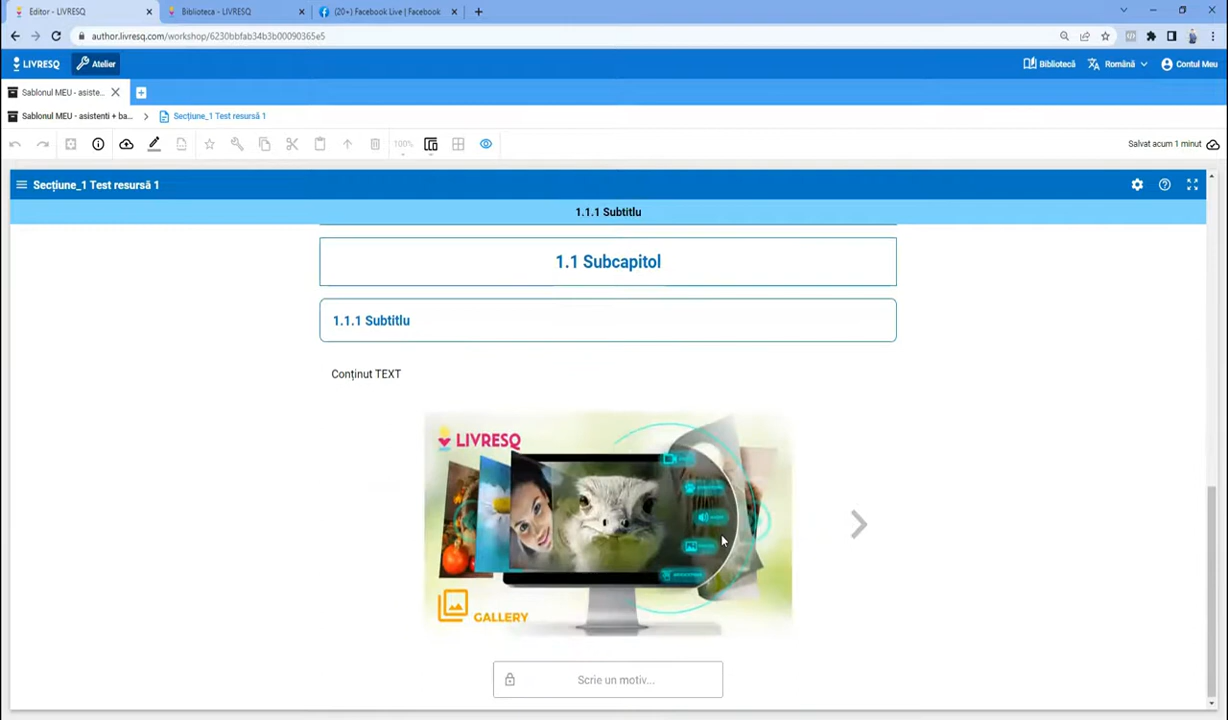 Editor - LIVRESQ
Biblioteca - LIVRESQ
(20+) Facebook Live | Facebook
author.livresq.com/workshop/6230bbfab34b3b00090365e5
LIVRESQ
Atelier
Bibliotecă
Română
Contul Meu
Sablonul MEU - asiste...
Sablonul MEU - asistenti + ba...
Secțiune_1 Test resursă 1
100%
Salvat acum 1 minut
Secțiune_1 Test resursă 1
1.1.1 Subtitlu
1.1 Subcapitol
1.1.1 Subtitlu
Conținut TEXT
LIVRESQ
GALLERY
Scrie un motiv...